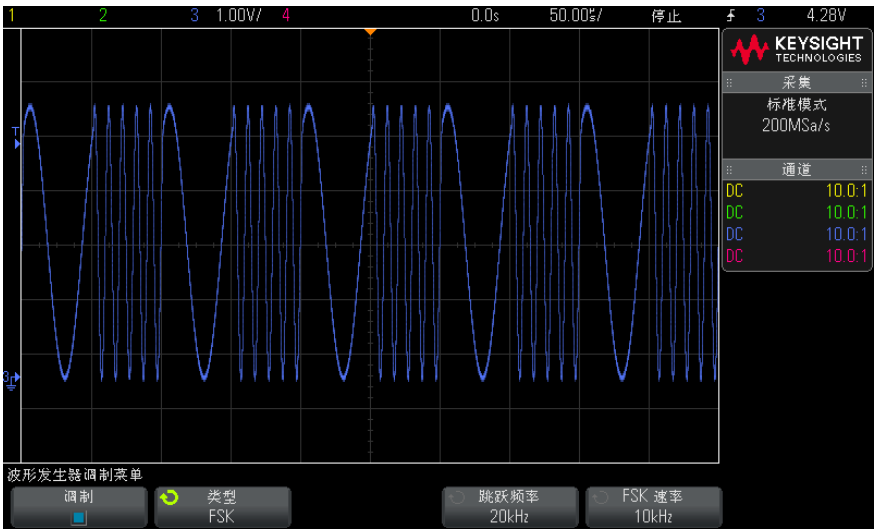 1 2 3 1.00V/ 4 0.0s 50.00㎲/ 停止 3 4.28V
KEYSIGHT
TECHNOLOGIES
采集
标准模式
200MSa/s
通道
DC 10.0:1
DC 10.0:1
DC 10.0:1
DC 10.0:1
T
3
波形发生器调制菜单
调制
类型
FSK
跳跃频率
20kHz
FSK 速率
10kHz